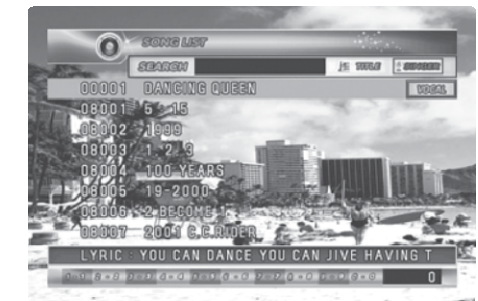 SONG LIST
SEARCH TITLE SINGER
00001 DANCING QUEEN VOCAL
08001 5 : 15
08002 1999
08003 1, 2, 3
08004 100 YEARS
08005 19-2000
08006 2 BECOME 1
08007 2001 C.C.RIDER
LYRIC : YOU CAN DANCE YOU CAN JIVE HAVING T
0